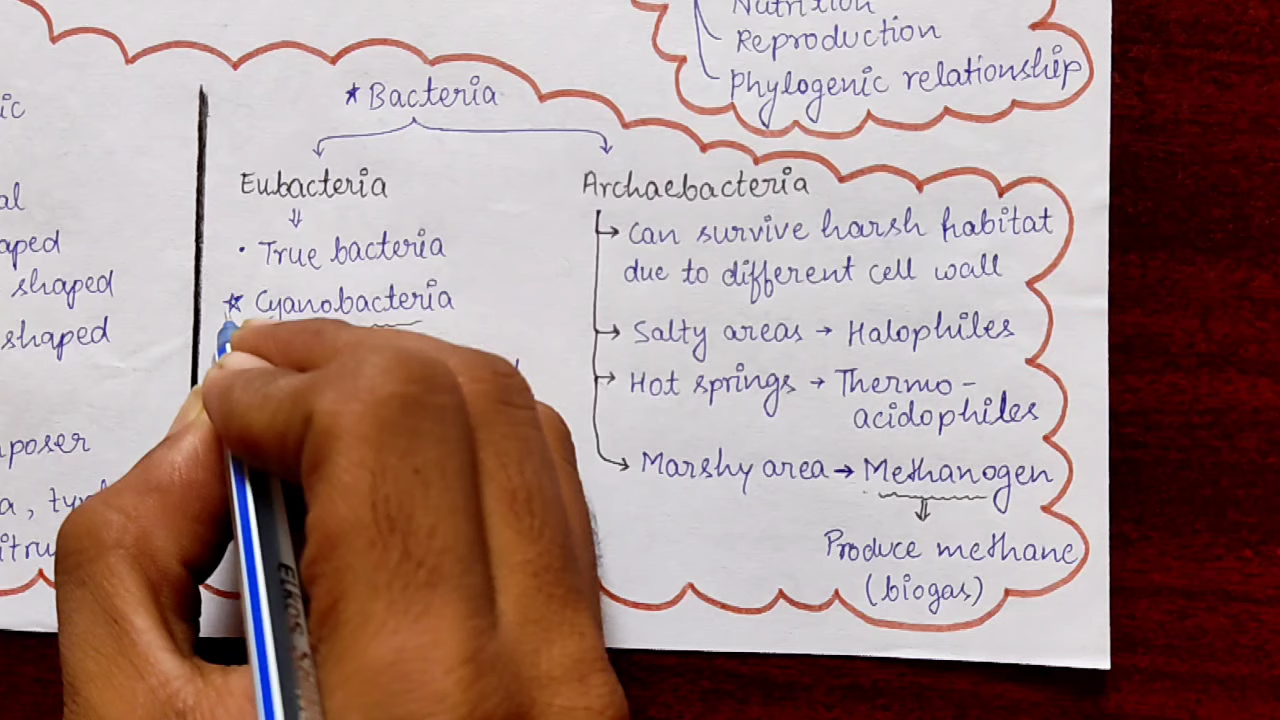 Nutrition
Reproduction
Phylogenic relationship
ic
al
aped
shaped
shaped
poser
★ Bacteria
Eubacteria
• True bacteria
★ Cyanobacteria
Archaebacteria
Can survive harsh habitat
due to different cell wall
Salty areas → Halophiles
Hot springs → Thermo -
acidophiles
Marshy area → Methanogen
Produce methane
(biogas)